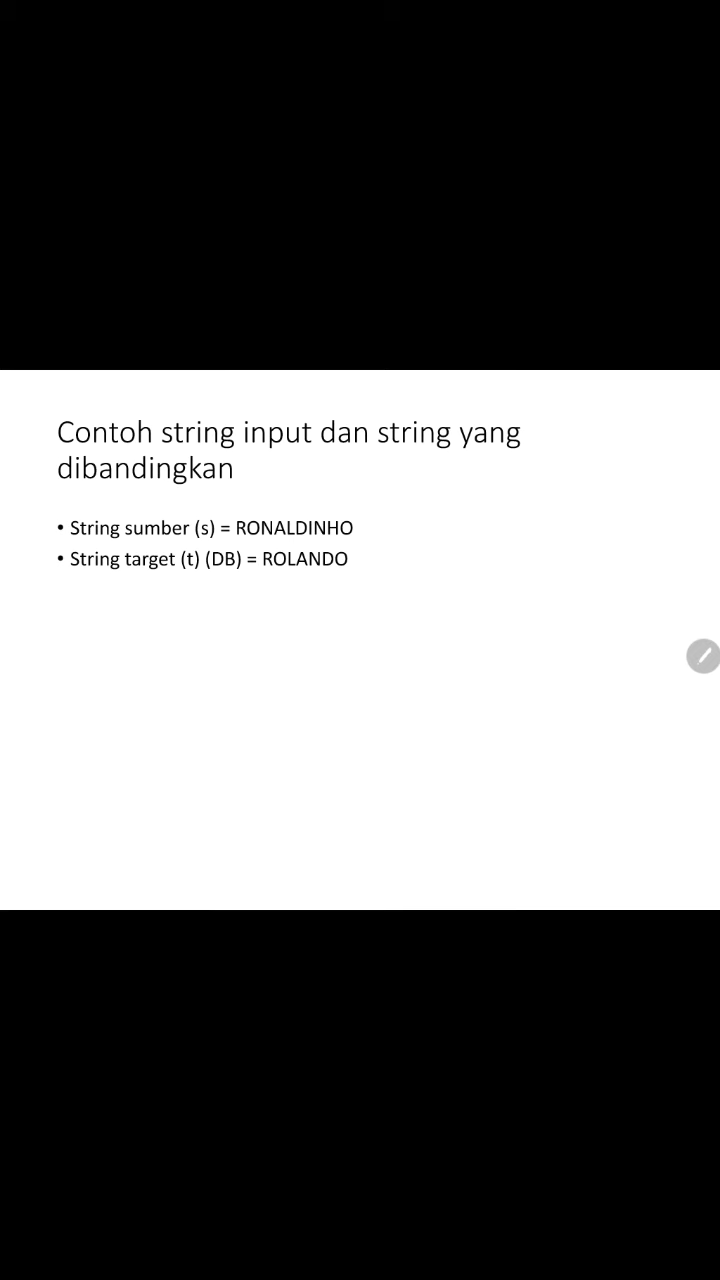 Contoh string input dan string yang
dibandingkan
• String sumber (s) = RONALDINHO
• String target (t) (DB) = ROLANDO